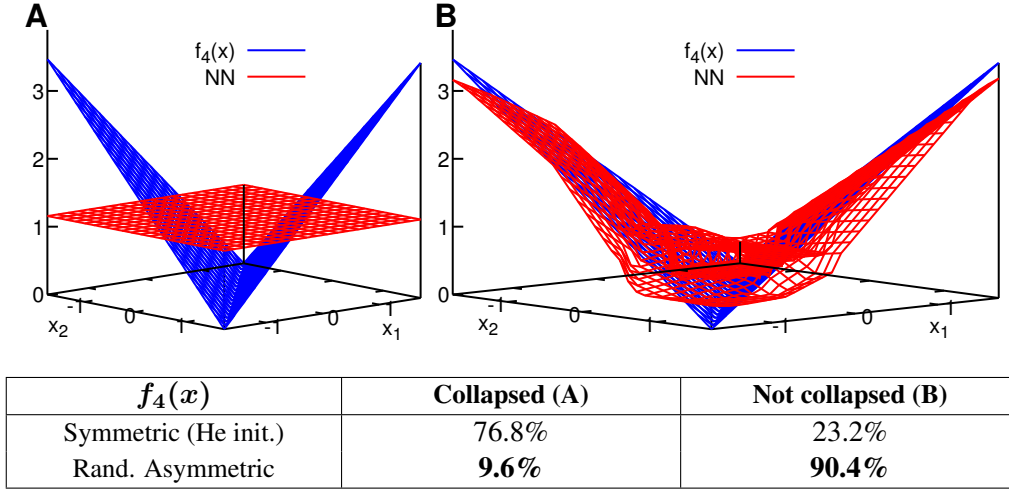 A
B
f4(x)
NN
f4(x)
NN
3
2
1
0
3
2
1
0
-1
0
1
x2
-1
0
1
x1
-1
0
1
x2
-1
0
1
x1
f4(x) Collapsed (A) Not collapsed (B)
Symmetric (He init.) 76.8% 23.2%
Rand. Asymmetric 9.6% 90.4%